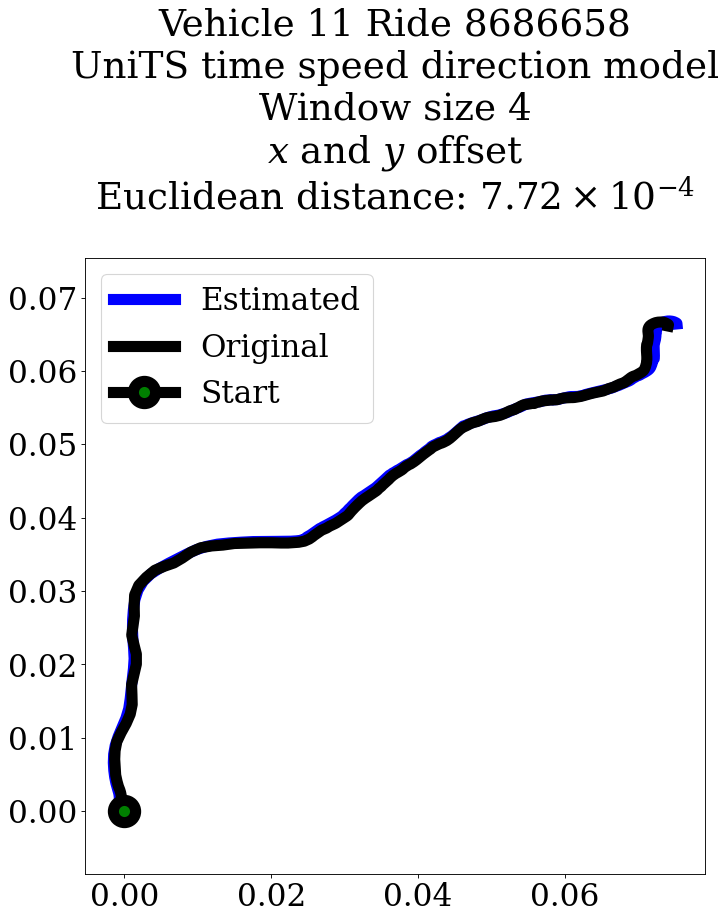 Vehicle 11 Ride 8686658
UniTS time speed direction model
Window size 4
x and y offset
Euclidean distance: 7.72 × 10⁻⁴
Estimated
Original
Start
0.07
0.06
0.05
0.04
0.03
0.02
0.01
0.00
0.00 0.02 0.04 0.06